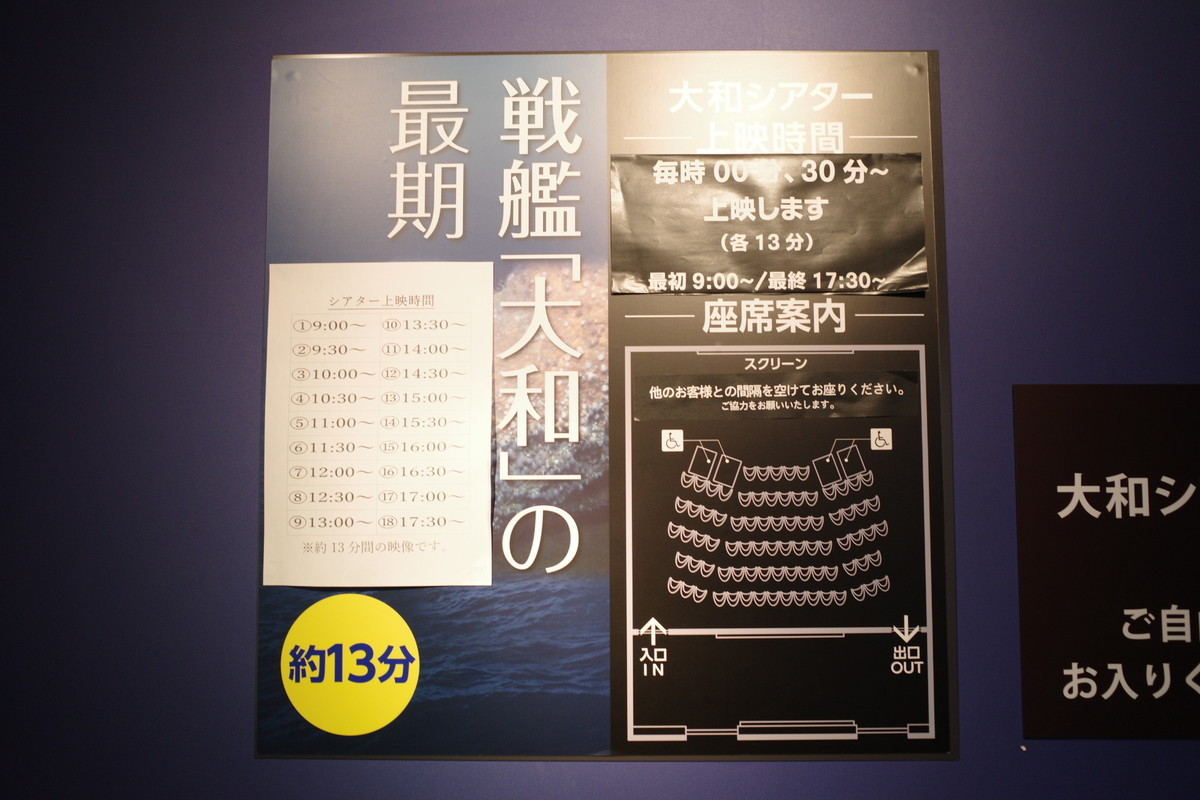 戦艦「大和」の
最期
シアター上映時間
①9:00～ ⑩13:30～
②9:30～ ⑪14:00～
③10:00～ ⑫14:30～
④10:30～ ⑬15:00～
⑤11:00～ ⑭15:30～
⑥11:30～ ⑮16:00～
⑦12:00～ ⑯16:30～
⑧12:30～ ⑰17:00～
⑨13:00～ ⑱17:30～
※約13分間の映像です。
約13分
大和シアター
上映時間
毎時00分、30分~
上映します
（各13分）
最初9:00~/最終17:30~
座席案内
スクリーン
他のお客様との間隔を空けてお座りください。
ご協力をお願いいたします。
入口
IN
出口
OUT
大和シ
ご自
お入りく